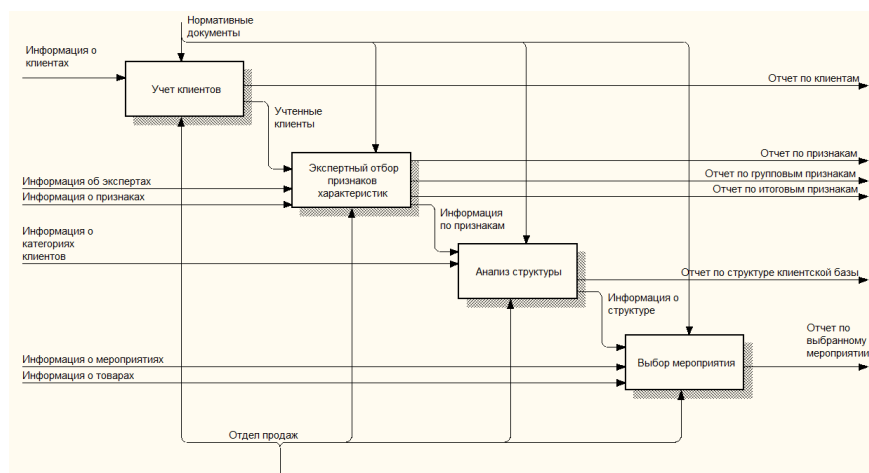 Нормативные
документы
Информация о
клиентах
Учет клиентов
Отчет по клиентам
Учтенные
клиенты
Отчет по признакам
Экспертный отбор
признаков
характеристик
Отчет по групповым признакам
Информация об экспертах
Отчет по итоговым признакам
Информация о признаках
Информация
по признакам
Информация о
категориях
клиентов
Анализ структуры
Отчет по структуре клиентской базы
Информация о
структуре
Отчет по
выбранному
мероприятии
Информация о мероприятиях
Выбор мероприятия
Информация о товарах
Отдел продаж